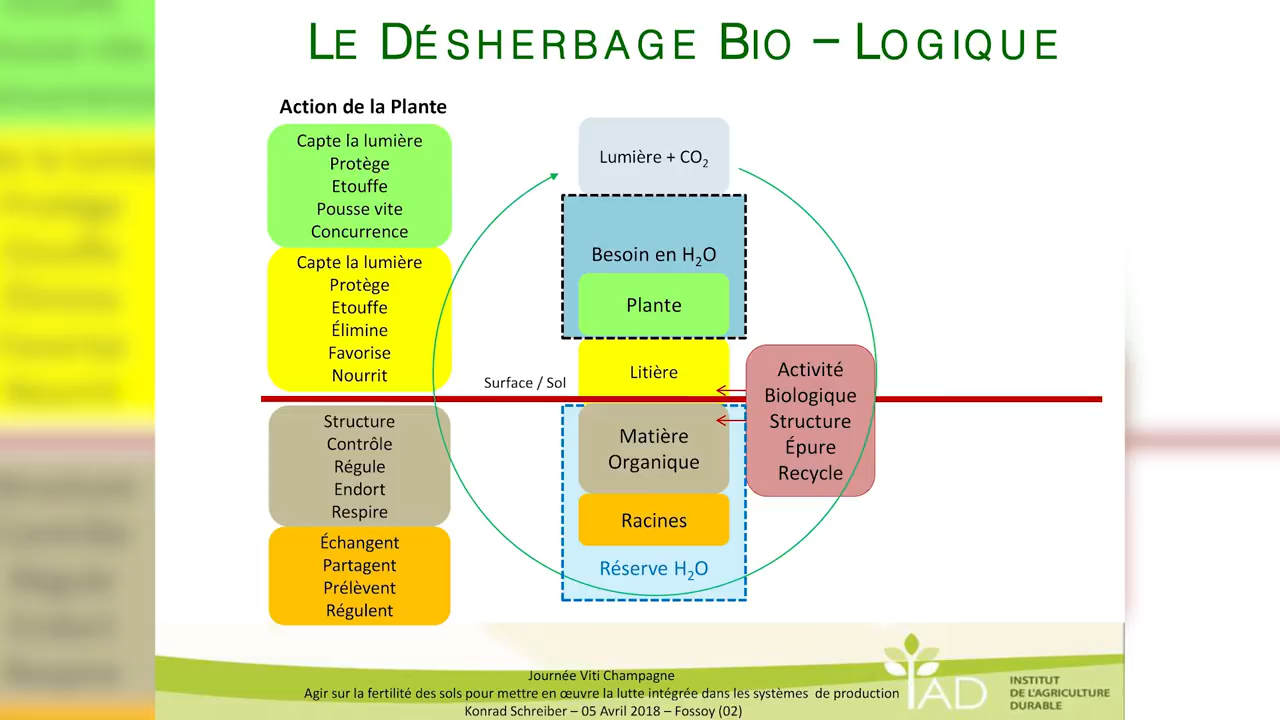 LE DÉSHERBAGE BIO – LOGIQUE
Action de la Plante
Capte la lumière
Protège
Etouffe
Pousse vite
Concurrence
Capte la lumière
Protège
Etouffe
Élimine
Favorise
Nourrit
Structure
Contrôle
Régule
Endort
Respire
Échangent
Partagent
Prélèvent
Régulent
Lumière + CO₂
Besoin en H₂O
Plante
Litière
Surface / Sol
Matière
Organique
Racines
Réserve H₂O
Activité
Biologique
Structure
Épure
Recycle
Journée Viti Champagne
Agir sur la fertilité des sols pour mettre en œuvre la lutte intégrée dans les systèmes de production
Konrad Schreiber – 05 Avril 2018 – Fossoy (02)
IAD
INSTITUT
DE L'AGRICULTURE
DURABLE